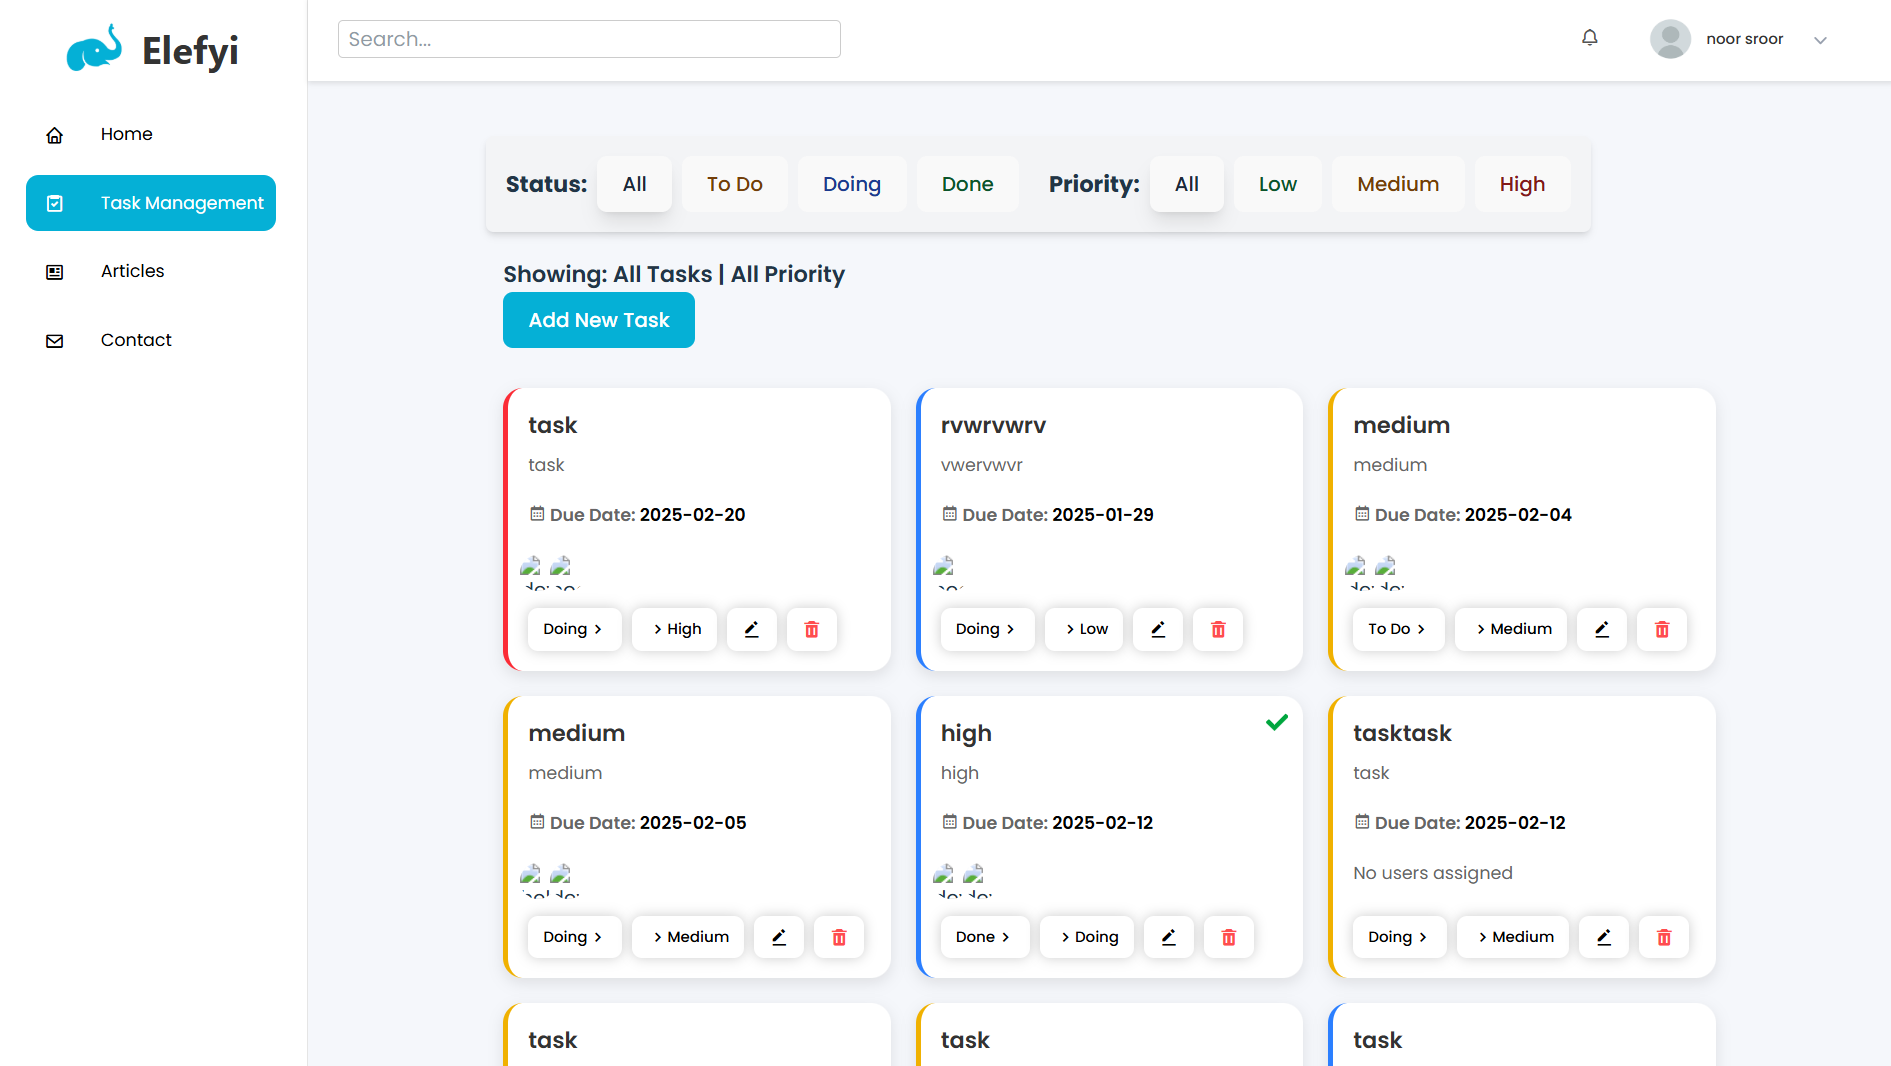 Elefyi
Search...
noor sroor
Home
Task Management
Articles
Contact
Status: All To Do Doing Done Priority: All Low Medium High
Showing: All Tasks | All Priority
Add New Task
task
task
Due Date: 2025-02-20
Doing > > High
rvwrvwrv
vwervwvr
Due Date: 2025-01-29
Doing > > Low
medium
medium
Due Date: 2025-02-04
To Do > > Medium
medium
medium
Due Date: 2025-02-05
Doing > > Medium
high
high
Due Date: 2025-02-12
Done > > Doing
tasktask
task
Due Date: 2025-02-12
No users assigned
Doing > > Medium
task
task
task